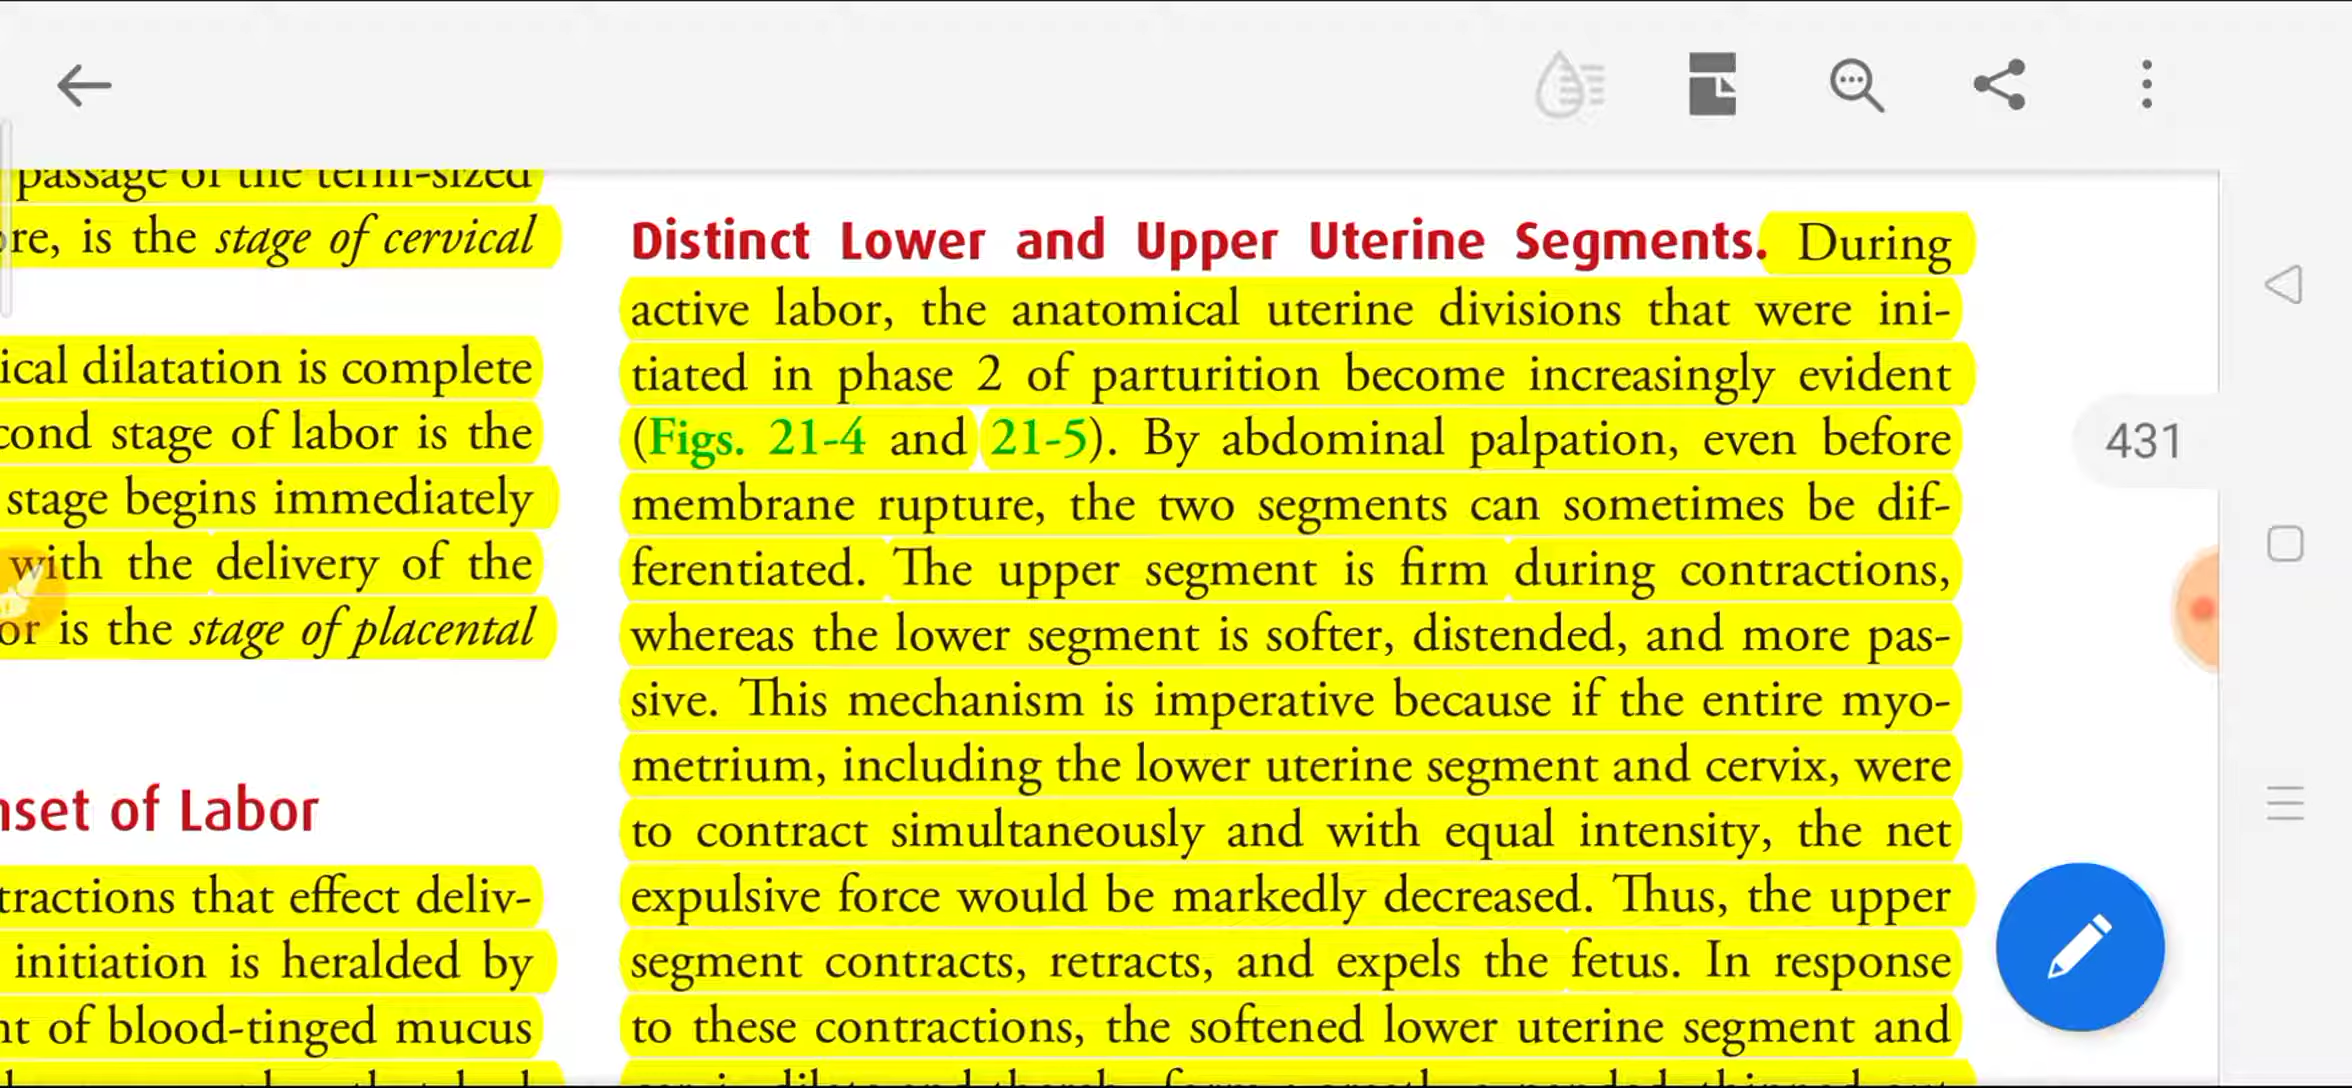 passage of the term-sized
re, is the stage of cervical
ical dilatation is complete
cond stage of labor is the
stage begins immediately
with the delivery of the
or is the stage of placental
nset of Labor
tractions that effect deliv-
initiation is heralded by
nt of blood-tinged mucus
Distinct Lower and Upper Uterine Segments. During
active labor, the anatomical uterine divisions that were ini-
tiated in phase 2 of parturition become increasingly evident
(Figs. 21-4 and 21-5). By abdominal palpation, even before
membrane rupture, the two segments can sometimes be dif-
ferentiated. The upper segment is firm during contractions,
whereas the lower segment is softer, distended, and more pas-
sive. This mechanism is imperative because if the entire myo-
metrium, including the lower uterine segment and cervix, were
to contract simultaneously and with equal intensity, the net
expulsive force would be markedly decreased. Thus, the upper
segment contracts, retracts, and expels the fetus. In response
to these contractions, the softened lower uterine segment and
431